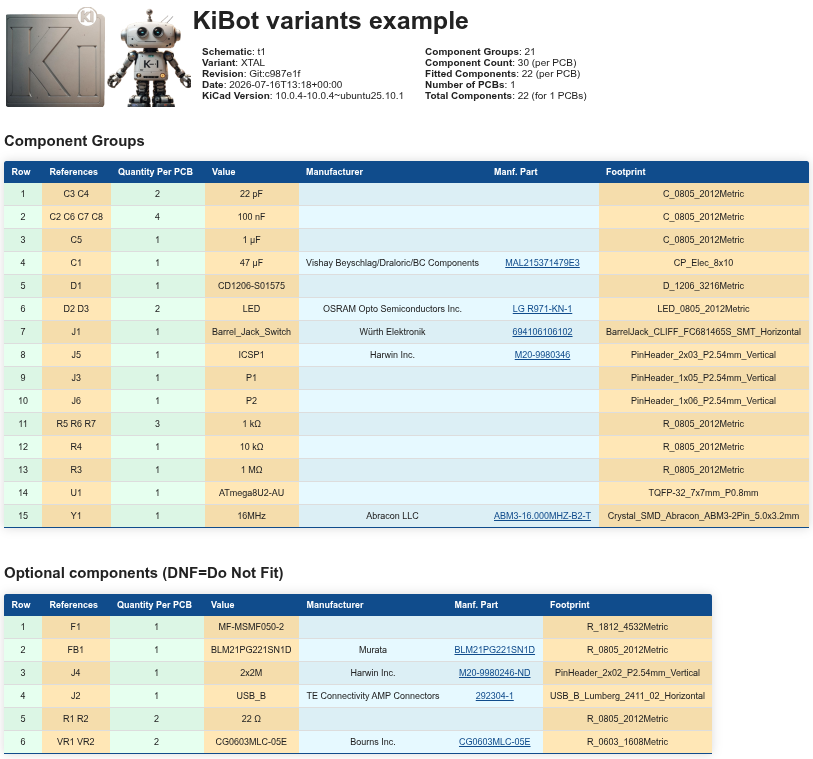 Ki
Ki
K-I
KiBot variants example
Schematic: t1
Variant: XTAL
Revision: Git:c987e1f
Date: 2026-07-16T13:18+00:00
KiCad Version: 10.0.4-10.0.4~ubuntu25.10.1
Component Groups: 21
Component Count: 30 (per PCB)
Fitted Components: 22 (per PCB)
Number of PCBs: 1
Total Components: 22 (for 1 PCBs)
Component Groups
Row References Quantity Per PCB Value Manufacturer Manf. Part Footprint
1 C3 C4 2 22 pF C_0805_2012Metric
2 C2 C6 C7 C8 4 100 nF C_0805_2012Metric
3 C5 1 1 µF C_0805_2012Metric
4 C1 1 47 µF Vishay Beyschlag/Draloric/BC Components MAL215371479E3 CP_Elec_8x10
5 D1 1 CD1206-S01575 D_1206_3216Metric
6 D2 D3 2 LED OSRAM Opto Semiconductors Inc. LG R971-KN-1 LED_0805_2012Metric
7 J1 1 Barrel_Jack_Switch Würth Elektronik 694106106102 BarrelJack_CLIFF_FC681465S_SMT_Horizontal
8 J5 1 ICSP1 Harwin Inc. M20-9980346 PinHeader_2x03_P2.54mm_Vertical
9 J3 1 P1 PinHeader_1x05_P2.54mm_Vertical
10 J6 1 P2 PinHeader_1x06_P2.54mm_Vertical
11 R5 R6 R7 3 1 kΩ R_0805_2012Metric
12 R4 1 10 kΩ R_0805_2012Metric
13 R3 1 1 MΩ R_0805_2012Metric
14 U1 1 ATmega8U2-AU TQFP-32_7x7mm_P0.8mm
15 Y1 1 16MHz Abracon LLC ABM3-16.000MHZ-B2-T Crystal_SMD_Abracon_ABM3-2Pin_5.0x3.2mm
Optional components (DNF=Do Not Fit)
Row References Quantity Per PCB Value Manufacturer Manf. Part Footprint
1 F1 1 MF-MSMF050-2 R_1812_4532Metric
2 FB1 1 BLM21PG221SN1D Murata BLM21PG221SN1D R_0805_2012Metric
3 J4 1 2x2M Harwin Inc. M20-9980246-ND PinHeader_2x02_P2.54mm_Vertical
4 J2 1 USB_B TE Connectivity AMP Connectors 292304-1 USB_B_Lumberg_2411_02_Horizontal
5 R1 R2 2 22 Ω R_0805_2012Metric
6 VR1 VR2 2 CG0603MLC-05E Bourns Inc. CG0603MLC-05E R_0603_1608Metric